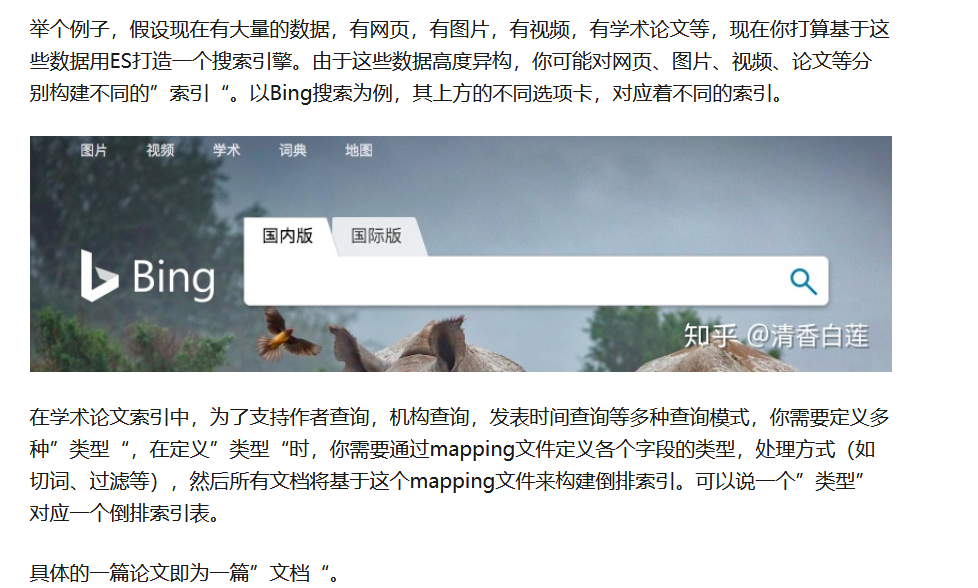 举个例子，假设现在有大量的数据，有网页，有图片，有视频，有学术论文等，现在你打算基于这
些数据用ES打造一个搜索引擎。由于这些数据高度异构，你可能对网页、图片、视频、论文等分
别构建不同的”索引“。以Bing搜索为例，其上方的不同选项卡，对应着不同的索引。
图片 视频 学术 词典 地图
国内版 国际版
Bing
知乎 @清香白莲
在学术论文索引中，为了支持作者查询，机构查询，发表时间查询等多种查询模式，你需要定义多
种”类型“，在定义”类型“时，你需要通过mapping文件定义各个字段的类型，处理方式（如
切词、过滤等），然后所有文档将基于这个mapping文件来构建倒排索引。可以说一个”类型”
对应一个倒排索引表。
具体的一篇论文即为一篇”文档“。